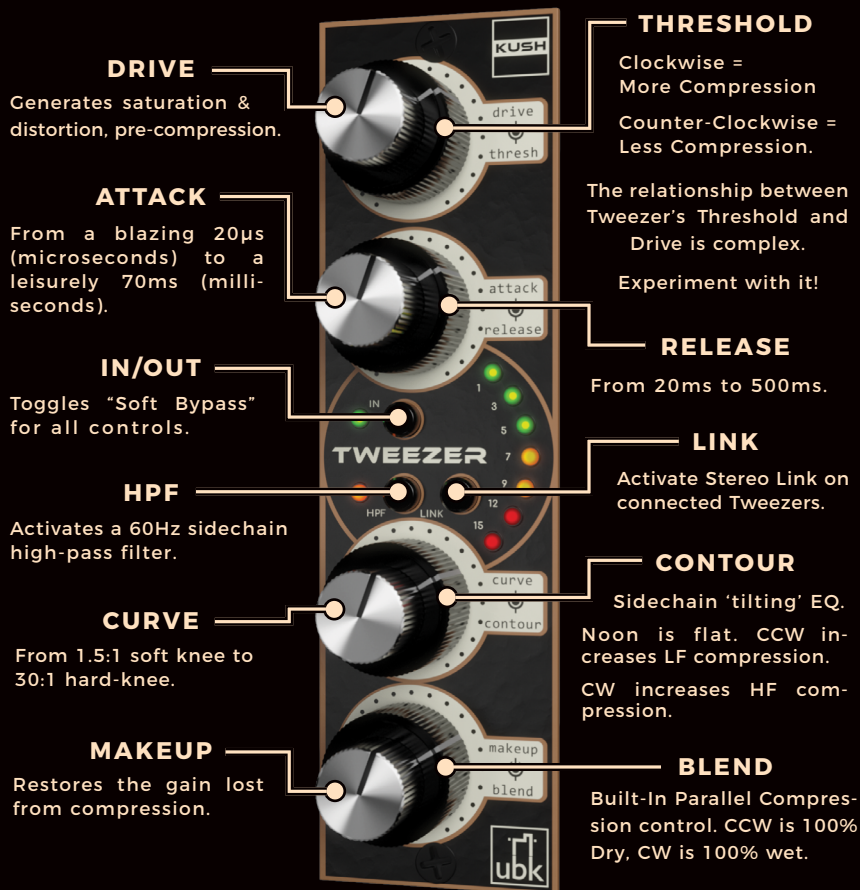 DRIVE
Generates saturation &
distortion, pre-compression.
ATTACK
From a blazing 20µs
(microseconds) to a
leisurely 70ms (milli-
seconds).
IN/OUT
Toggles “Soft Bypass”
for all controls.
HPF
Activates a 60Hz sidechain
high-pass filter.
CURVE
From 1.5:1 soft knee to
30:1 hard-knee.
MAKEUP
Restores the gain lost
from compression.
KUSH
drive
thresh
attack
release
IN
1
3
5
7
9
12
15
TWEEZER
HPF
LINK
curve
contour
makeup
blend
ubk
THRESHOLD
Clockwise =
More Compression
Counter-Clockwise =
Less Compression.
The relationship between
Tweezer’s Threshold and
Drive is complex.
Experiment with it!
RELEASE
From 20ms to 500ms.
LINK
Activate Stereo Link on
connected Tweezers.
CONTOUR
Sidechain ‘tilting’ EQ.
Noon is flat. CCW in-
creases LF compression.
CW increases HF com-
pression.
BLEND
Built-In Parallel Compres-
sion control. CCW is 100%
Dry, CW is 100% wet.